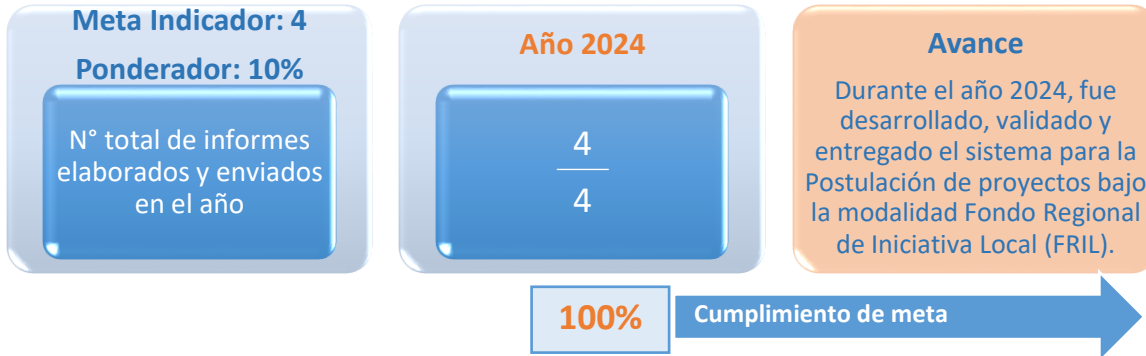 Meta Indicador: 4
Ponderador: 10%
N° total de informes
elaborados y enviados
en el año
Año 2024
4
4
Avance
Durante el año 2024, fue
desarrollado, validado y
entregado el sistema para la
Postulación de proyectos bajo
la modalidad Fondo Regional
de Iniciativa Local (FRIL).
100%
Cumplimiento de meta